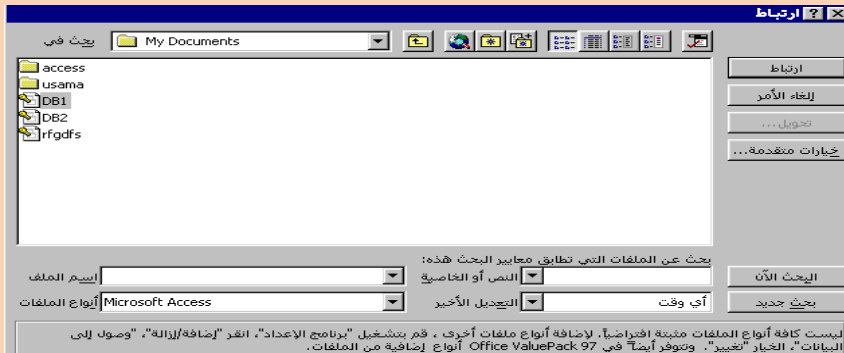 ارتباط
بحث في My Documents
access
usama
DB1
DB2
rfgdfs
ارتباط
إلغاء الأمر
تحويل...
خيارات متقدمة...
بحث عن الملفات التي تطابق معايير البحث هذه:
اسم الملف
النص أو الخاصية
البحث الآن
أنواع الملفات Microsoft Access
التعديل الأخير أي وقت
بحث جديد
ليست كافة أنواع الملفات مثبتة افتراضياً. لإضافة أنواع ملفات أخرى ، قم بتشغيل "برنامج الإعداد"، انقر "إضافة/إزالة"، "وصول إلى
البيانات"، الخيار "تغيير". وتتوفر أيضاً في Office ValuePack 97 أنواع إضافية من الملفات.